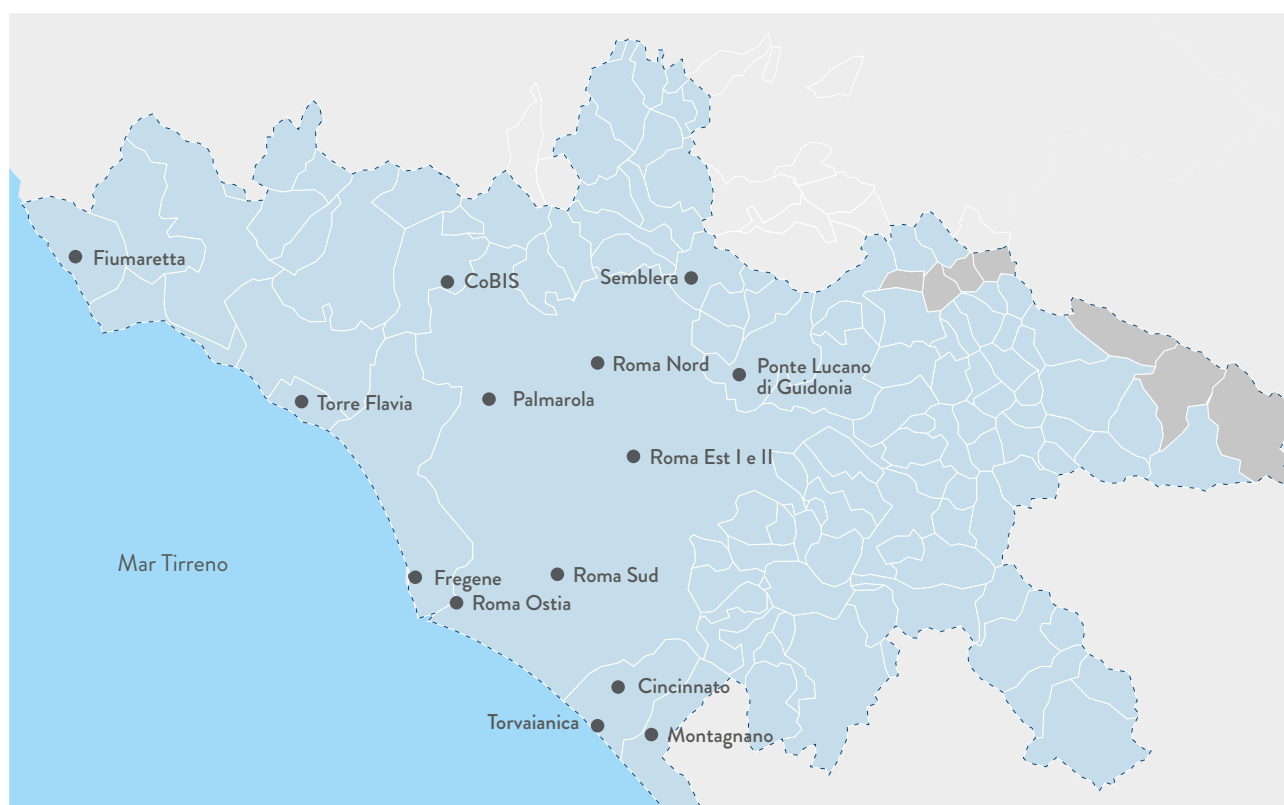 Fiumaretta
CoBIS
Semblera
Roma Nord
Ponte Lucano
di Guidonia
Torre Flavia
Palmarola
Roma Est I e II
Mar Tirreno
Fregene
Roma Sud
Roma Ostia
Cincinnato
Torvaianica
Montagnano